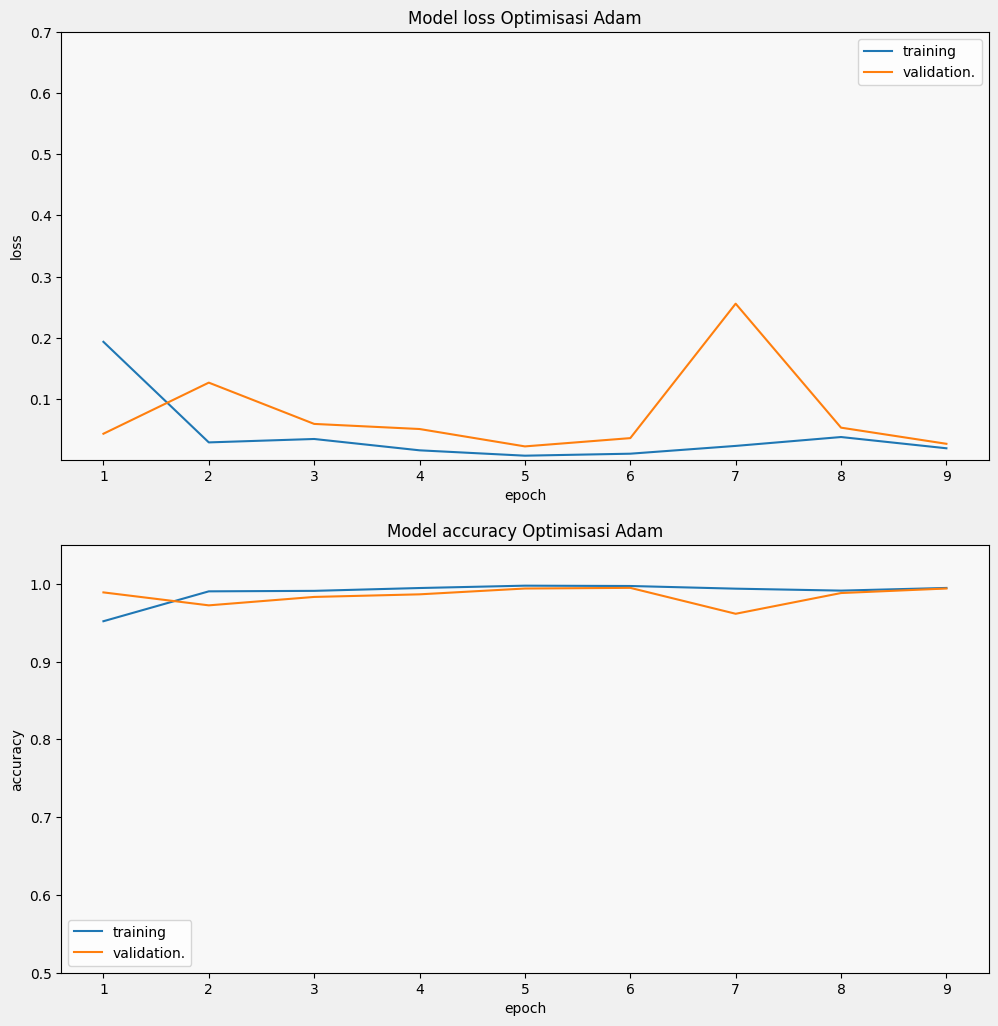 Model loss Optimisasi Adam
0.7
0.6
0.5
0.4
0.3
0.2
0.1
loss
training
validation.
1 2 3 4 5 6 7 8 9
epoch
Model accuracy Optimisasi Adam
1.0
0.9
0.8
0.7
0.6
0.5
accuracy
training
validation.
1 2 3 4 5 6 7 8 9
epoch